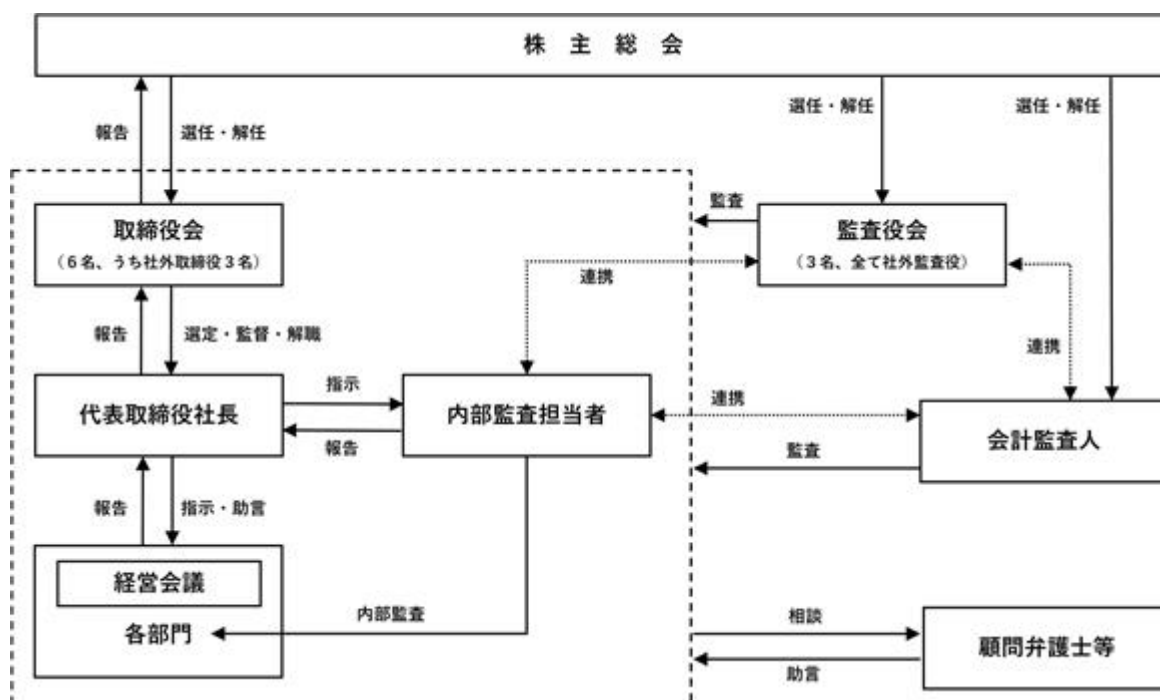 株主総会
報告
選任・解任
選任・解任
選任・解任
取締役会
（6名、うち社外取締役3名）
監査
監査役会
（3名、全て社外監査役）
連携
報告
選定・監督・解職
連携
代表取締役社長
指示
報告
内部監査担当者
連携
監査
会計監査人
報告
指示・助言
経営会議
各部門
内部監査
相談
助言
顧問弁護士等